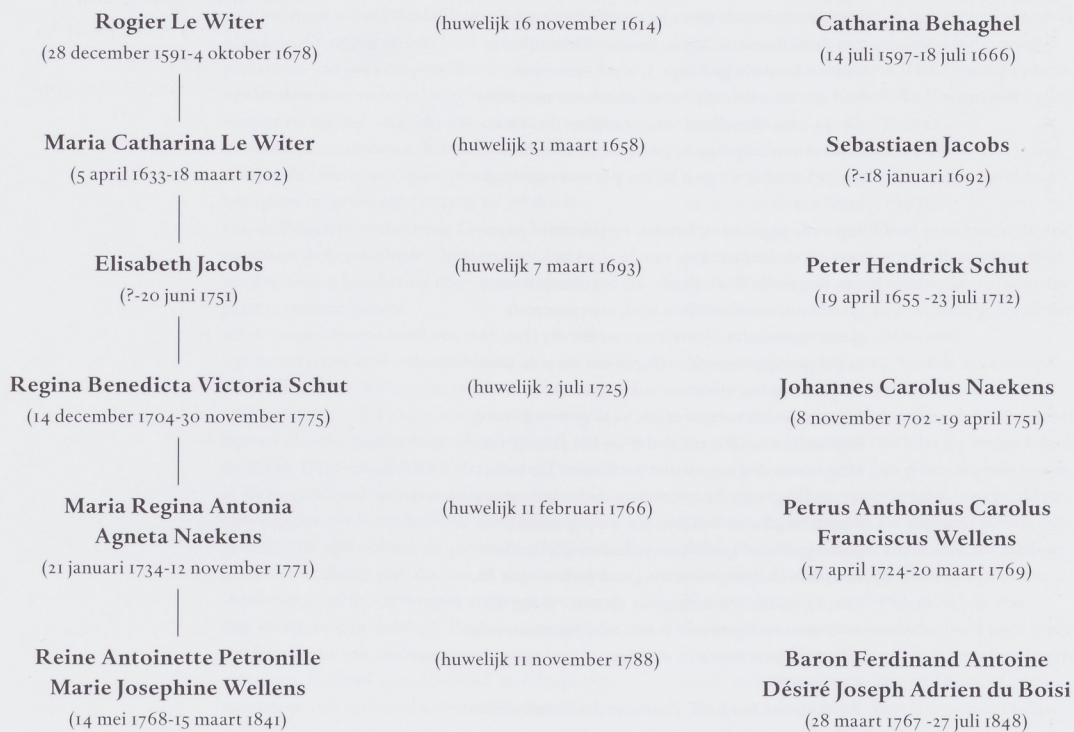 Rogier Le Witer (huwelijk 16 november 1614) Catharina Behaghel
(28 december 1591-4 oktober 1678) (14 juli 1597-18 juli 1666)
Maria Catharina Le Witer (huwelijk 31 maart 1658) Sebastiaen Jacobs
(5 april 1633-18 maart 1702) (?-18 januari 1692)
Elisabeth Jacobs (huwelijk 7 maart 1693) Peter Hendrick Schut
(?-20 juni 1751) (19 april 1655 -23 juli 1712)
Regina Benedicta Victoria Schut (huwelijk 2 juli 1725) Johannes Carolus Naekens
(14 december 1704-30 november 1775) (8 november 1702 -19 april 1751)
Maria Regina Antonia (huwelijk 11 februari 1766) Petrus Anthonius Carolus
Agneta Naekens Franciscus Wellens
(21 januari 1734-12 november 1771) (17 april 1724-20 maart 1769)
Reine Antoinette Petronille (huwelijk 11 november 1788) Baron Ferdinand Antoine
Marie Josephine Wellens Désiré Joseph Adrien du Boisi
(14 mei 1768-15 maart 1841) (28 maart 1767 -27 juli 1848)